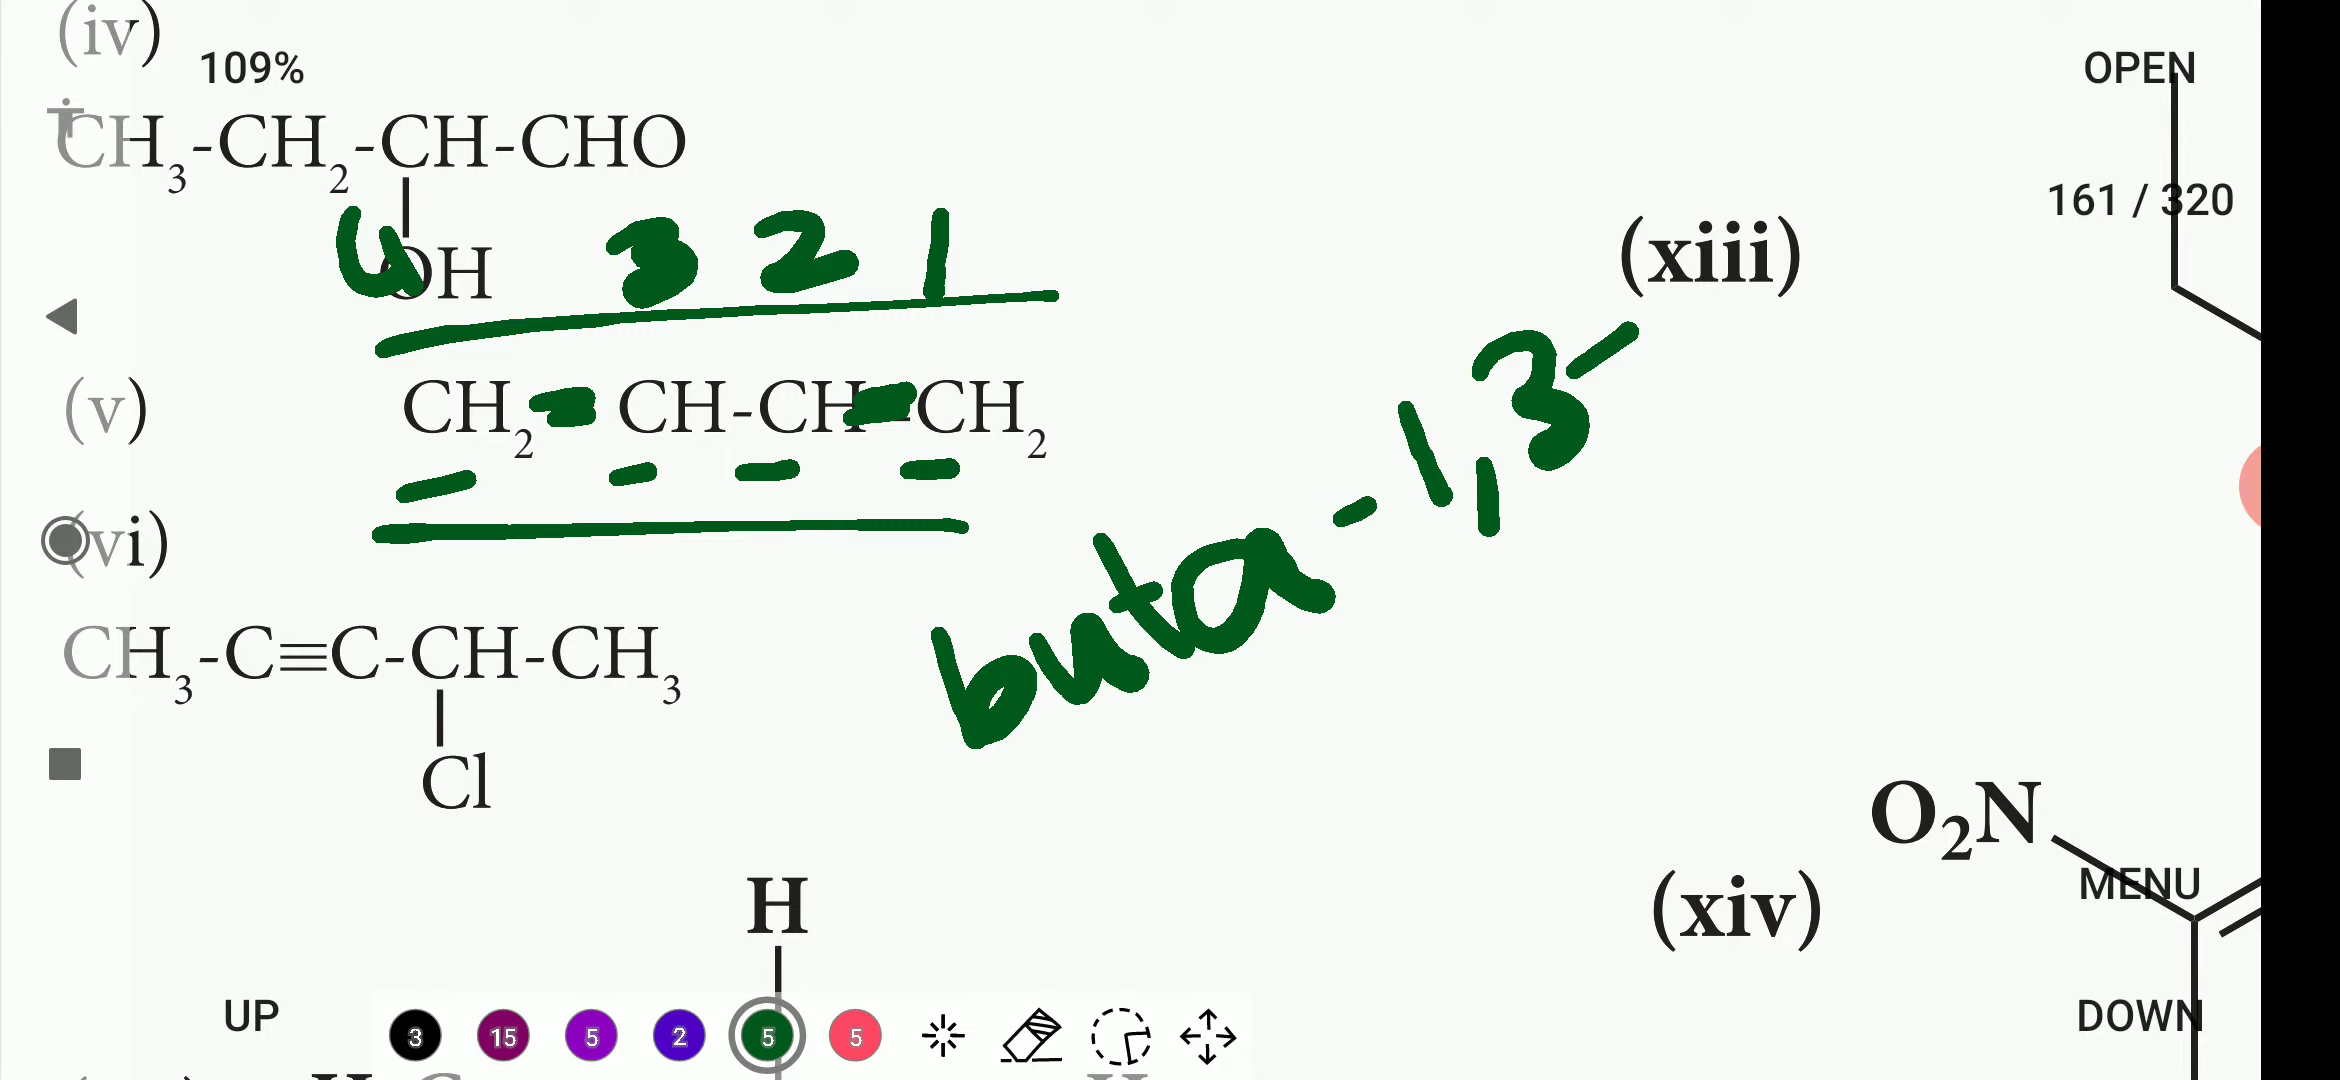 (iv)
109%
OPEN
CH₃-CH₂-CH-CHO
161 / 320
OH
4 3 2 1
(xiii)
(v)
CH₂ = CH-CH=CH₂
buta-1,3-
(vi)
CH₃-C≡C-CH-CH₃
Cl
O₂N
H
(xiv)
MENU
UP
3 15 5 2 5 5
DOWN